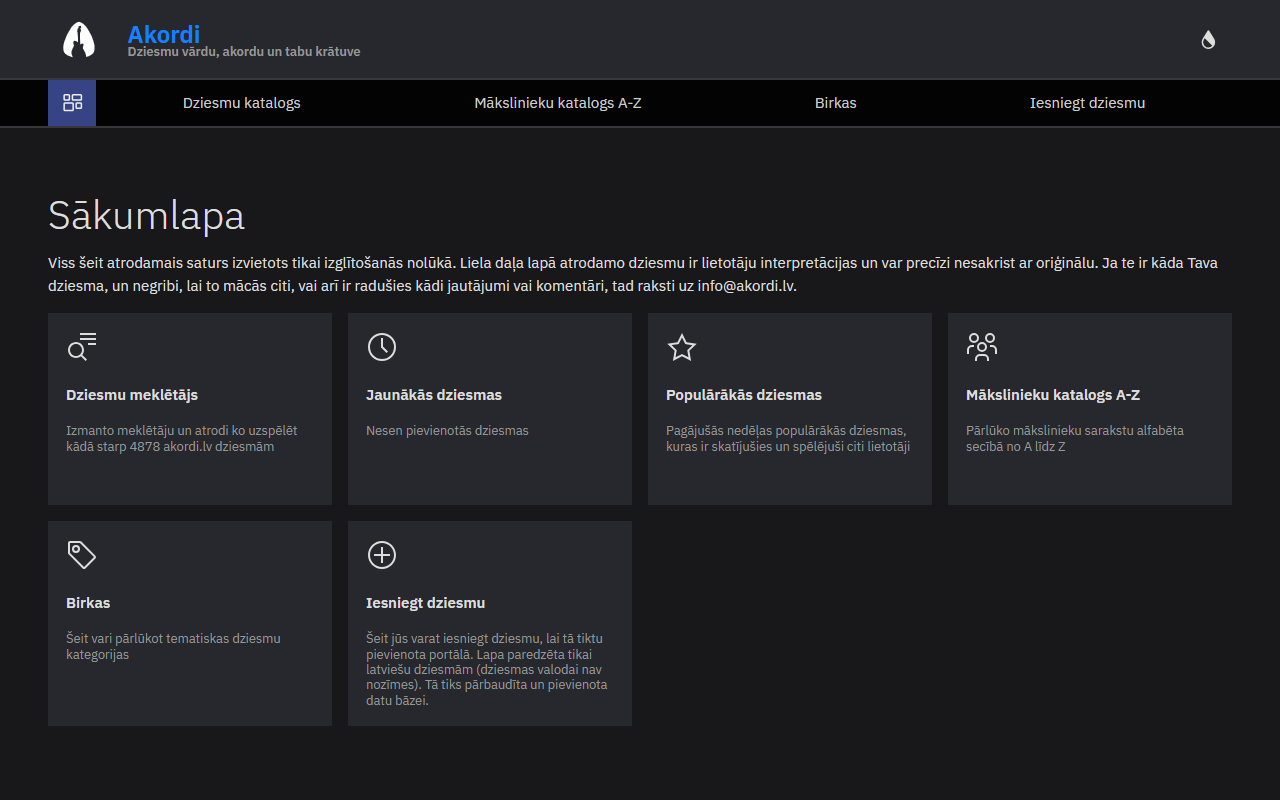 Akordi
Dziesmu vārdu, akordu un tabu krātuve
Dziesmu katalogs
Mākslinieku katalogs A-Z
Birkas
Iesniegt dziesmu
Sākumlapa
Viss šeit atrodamais saturs izvietots tikai izglītošanās nolūkā. Liela daļa lapā atrodamo dziesmu ir lietotāju interpretācijas un var precīzi nesakrist ar oriģinālu. Ja te ir kāda Tava
dziesma, un negribi, lai to mācās citi, vai arī ir radušies kādi jautājumi vai komentāri, tad raksti uz info@akordi.lv.
Dziesmu meklētājs
Izmanto meklētāju un atrodi ko uzspēlēt
kādā starp 4878 akordi.lv dziesmām
Jaunākās dziesmas
Nesen pievienotās dziesmas
Populārākās dziesmas
Pagājušās nedēļas populārākās dziesmas,
kuras ir skatījušies un spēlējuši citi lietotāji
Mākslinieku katalogs A-Z
Pārlūko mākslinieku sarakstu alfabēta
secībā no A līdz Z
Birkas
Šeit vari pārlūkot tematiskas dziesmu
kategorijas
Iesniegt dziesmu
Šeit jūs varat iesniegt dziesmu, lai tā tiktu
pievienota portālā. Lapa paredzēta tikai
latviešu dziesmām (dziesmas valodai nav
nozīmes). Tā tiks pārbaudīta un pievienota
datu bāzei.